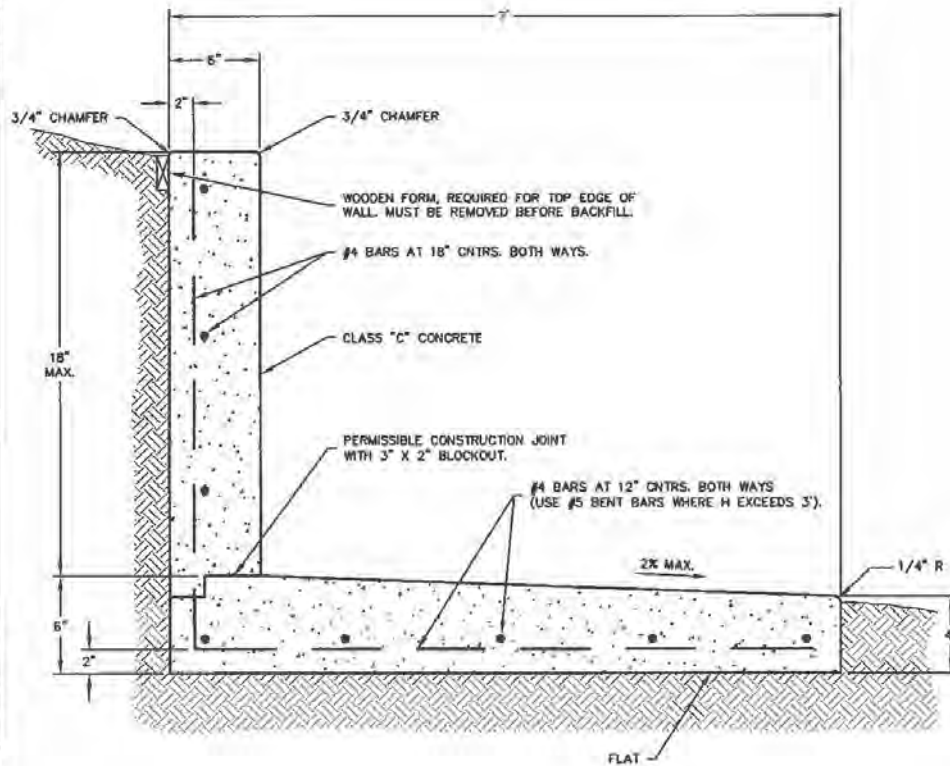 6"
2"
3/4" CHAMFER
3/4" CHAMFER
WOODEN FORM, REQUIRED FOR TOP EDGE OF
WALL. MUST BE REMOVED BEFORE BACKFILL.
#4 BARS AT 18" CNTRS. BOTH WAYS.
CLASS "C" CONCRETE
18"
MAX.
PERMISSIBLE CONSTRUCTION JOINT
WITH 3" X 2" BLOCKOUT.
#4 BARS AT 12" CNTRS. BOTH WAYS
(USE #5 BENT BARS WHERE H EXCEEDS 3').
2% MAX.
1/4" R
6"
2"
FLAT